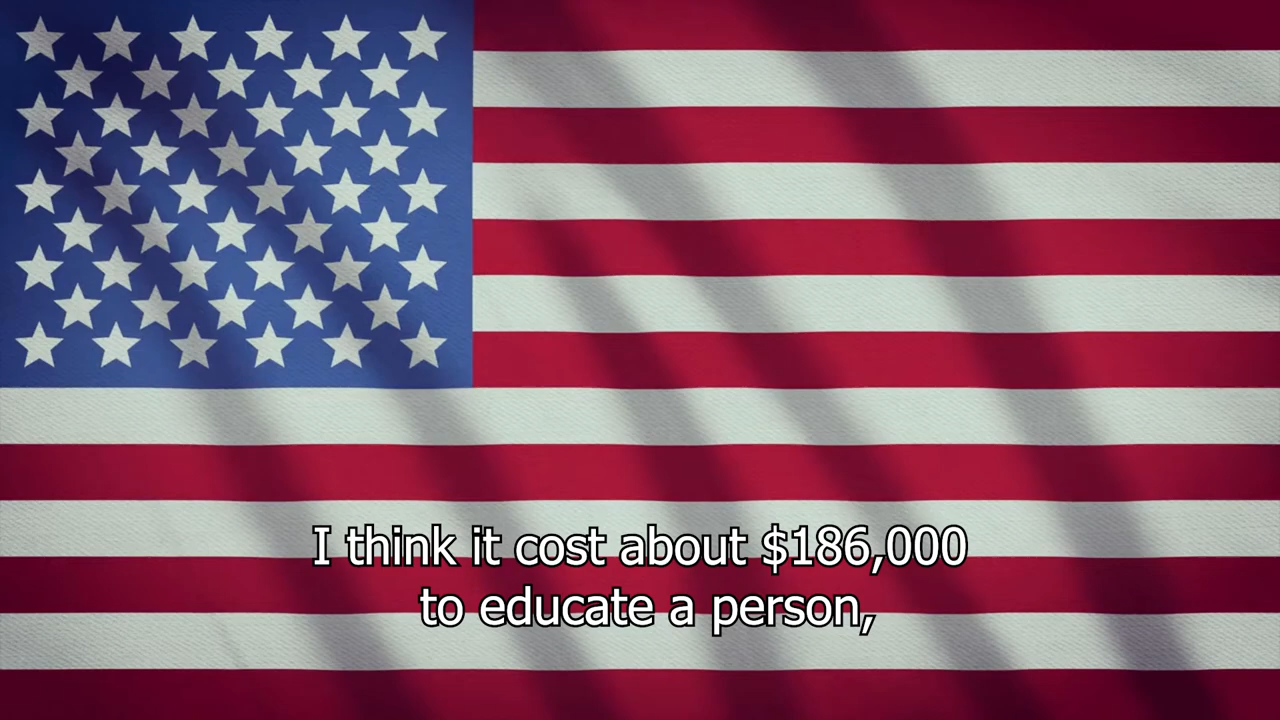 I think it cost about $186,000
to educate a person,